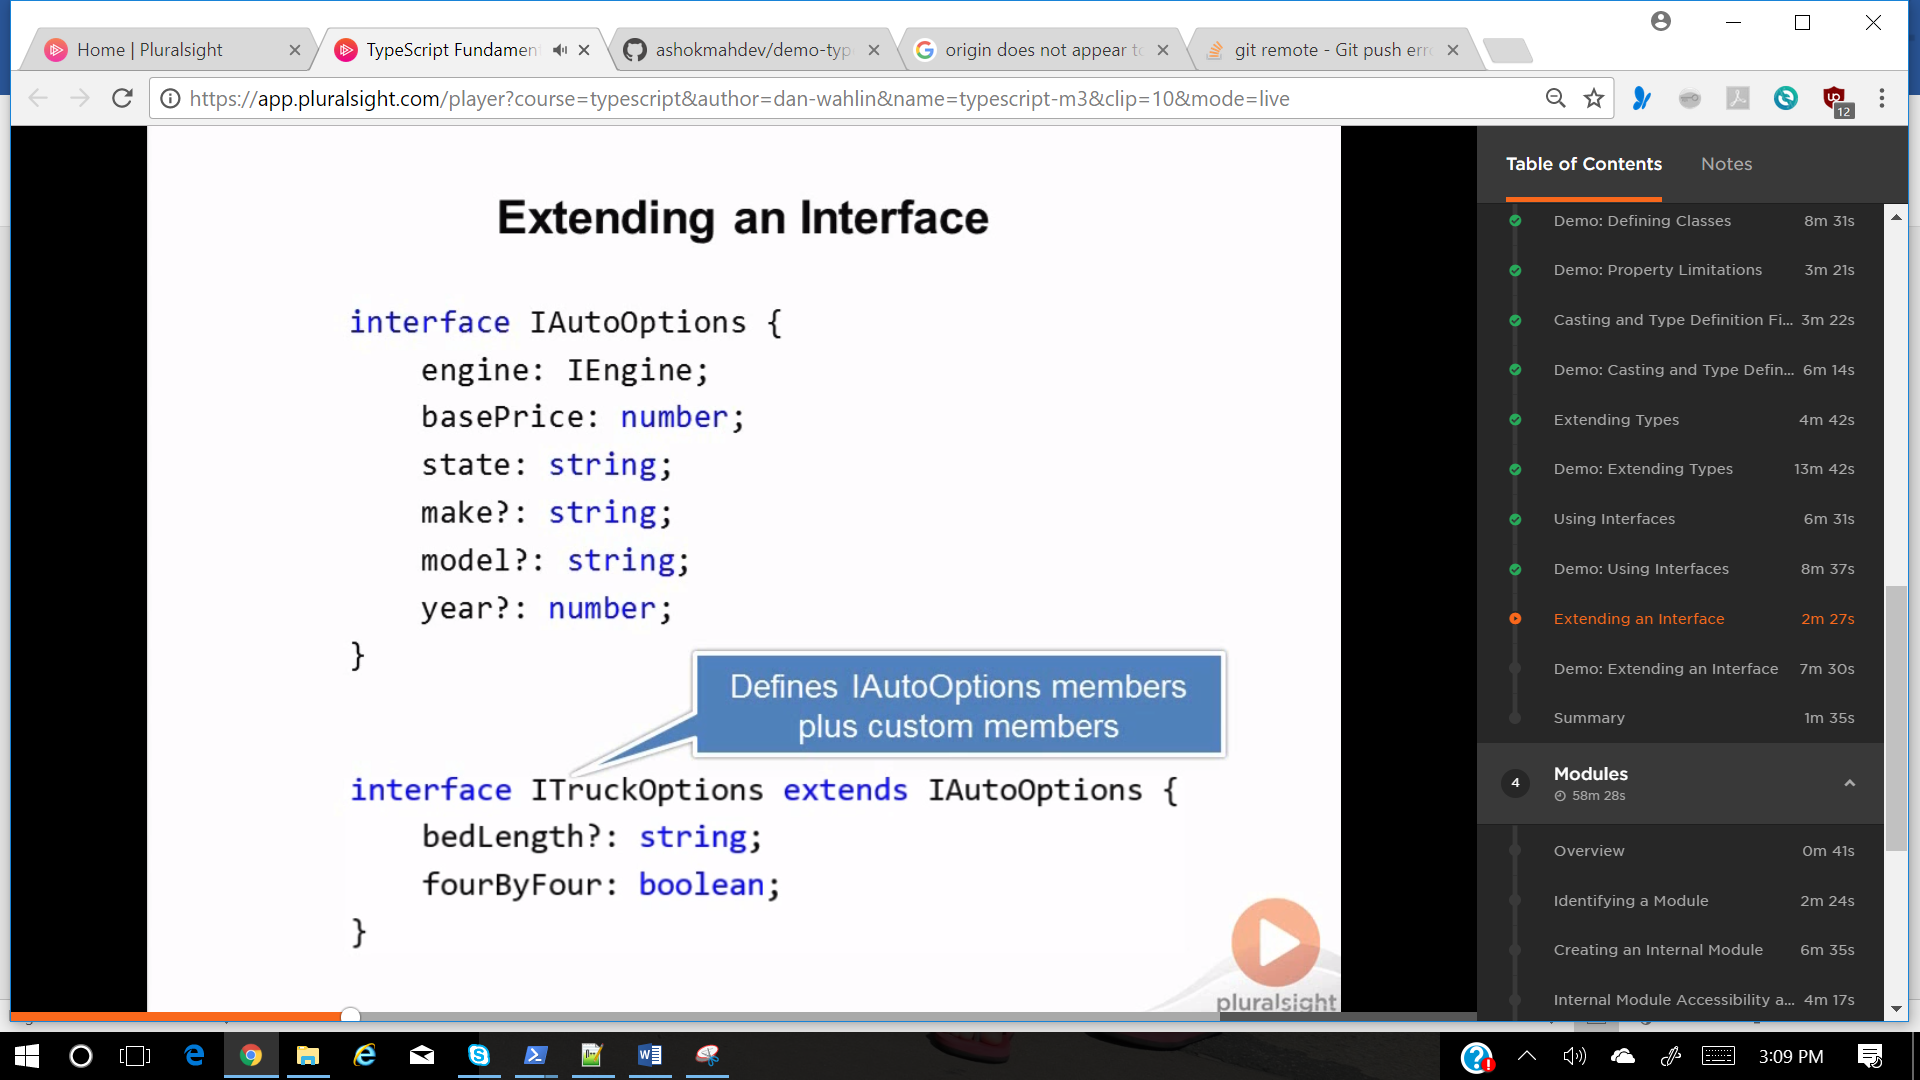 Home | Pluralsight
TypeScript Fundament
ashokmahdev/demo-typ
origin does not appear to
git remote - Git push erro
https://app.pluralsight.com/player?course=typescript&author=dan-wahlin&name=typescript-m3&clip=10&mode=live
12
Extending an Interface
interface IAutoOptions {
engine: IEngine;
basePrice: number;
state: string;
make?: string;
model?: string;
year?: number;
}
Defines IAutoOptions members
plus custom members
interface ITruckOptions extends IAutoOptions {
bedLength?: string;
fourByFour: boolean;
}
pluralsight
Table of Contents Notes
Demo: Defining Classes 8m 31s
Demo: Property Limitations 3m 21s
Casting and Type Definition Fi... 3m 22s
Demo: Casting and Type Defin... 6m 14s
Extending Types 4m 42s
Demo: Extending Types 13m 42s
Using Interfaces 6m 31s
Demo: Using Interfaces 8m 37s
Extending an Interface 2m 27s
Demo: Extending an Interface 7m 30s
Summary 1m 35s
4 Modules
58m 28s
Overview 0m 41s
Identifying a Module 2m 24s
Creating an Internal Module 6m 35s
Internal Module Accessibility a... 4m 17s
3:09 PM